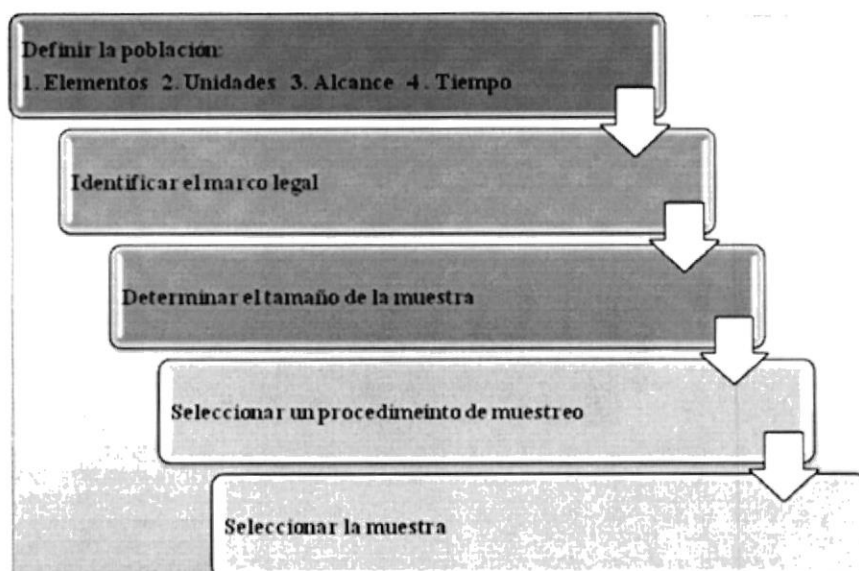 Definir la población:
1. Elementos 2. Unidades 3. Alcance 4. Tiempo
Identificar el marco legal
Determinar el tamaño de la muestra
Seleccionar un procedimeinto de muestreo
Seleccionar la muestra